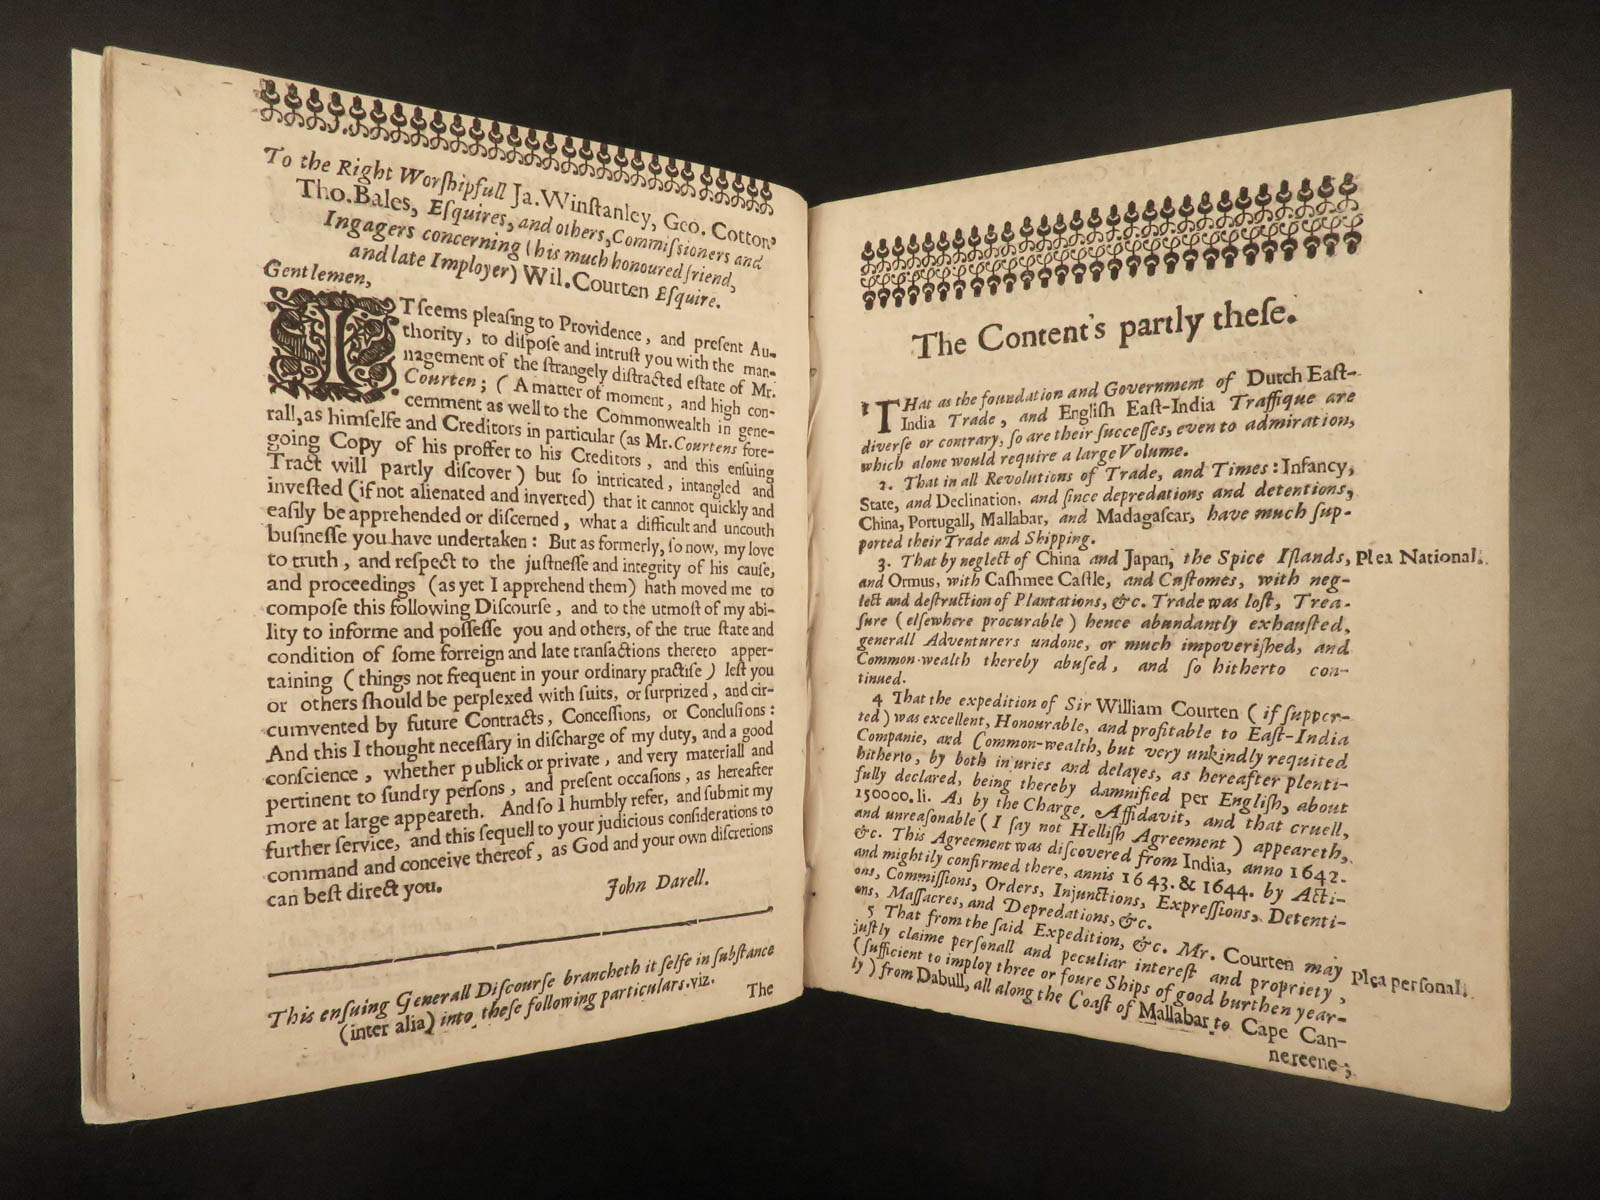 To the Right Worſhipfull Ja. Winſtanley, Geo. Cotton,
Tho. Bales, Eſquires, and others, Commiſſioners and
Ingagers concerning (his much honoured friend,
and late Imployer) Wil. Courten Eſquire.
Gentlemen,
IT ſeems pleaſing to Providence, and preſent Au-
thority, to diſpoſe and intruſt you with the man-
nagement of the ſtrangely diſtracted eſtate of Mr.
Courten; (A matter of moment, and high con-
cernment as well to the Commonwealth in gene-
rall, as himſelfe and Creditors in particular (as Mr. Courtens fore-
going Copy of his proffer to his Creditors, and this enſuing
Tract will partly diſcover) but ſo intricated, intangled and
inveſted (if not alienated and inverted) that it cannot quickly and
eaſily be apprehended or diſcerned, what a difficult and uncouth
buſineſſe you have undertaken: But as formerly, ſo now, my love
to truth, and reſpect to the juſtneſſe and integrity of his cauſe,
and proceedings (as yet I apprehend them) hath moved me to
compoſe this following Diſcourſe, and to the utmoſt of my abi-
lity to informe and poſſeſſe you and others, of the true ſtate and
condition of ſome forreign and late tranſactions thereto apper-
taining (things not frequent in your ordinary practiſe) leſt you
or others ſhould be perplexed with ſuits, or ſurprized, and cir-
cumvented by future Contracts, Conceſſions, or Concluſions:
And this I thought neceſſary in diſcharge of my duty, and a good
conſcience, whether publick or private, and very materiall and
pertinent to ſundry perſons, and preſent occaſions, as hereafter
more at large appeareth. And ſo I humbly refer, and ſubmit my
further ſervice, and this ſequell to your judicious conſiderations to
command and conceive thereof, as God and your own diſcretions
can beſt direct you.
John Darell.
This enſuing Generall Diſcourſe brancheth it ſelfe in ſubſtance
(inter alia) into theſe following particulars. viz.
The
The Content's partly theſe.
1 THat as the foundation and Government of Dutch Eaſt-
India Trade, and Engliſh Eaſt-India Traffique are
diverſe or contrary, ſo are their ſucceſſes, even to admiration,
which alone would require a large Volume.
2. That in all Revolutions of Trade, and Times: Infancy,
State, and Declination, and ſince depredations and detentions,
China, Portugall, Mallabar, and Madagaſcar, have much ſup-
ported their Trade and Shipping.
3. That by neglect of China and Japan, the Spice Iſlands, Plea National.
and Ormus, with Caſhmee Caſtle, and Cuſtomes, with neg-
lect and deſtruction of Plantations, &c. Trade was loſt, Trea-
ſure (elſewhere procurable) hence abundantly exhauſted,
generall Adventurers undone, or much impoveriſhed, and
Common-wealth thereby abuſed, and ſo hitherto con-
tinued.
4 That the expedition of Sir William Courten (if ſuppor-
ted) was excellent, Honourable, and profitable to Eaſt-India
Companie, and Common-wealth, but very unkindly requited
hitherto, by both injuries and delayes, as hereafter plenti-
fully declared, being thereby damnified per Engliſh, about
150000. li. As by the Charge, Affidavit, and that cruell,
and unreaſonable (I ſay not Helliſh Agreement) appeareth,
&c. This Agreement was diſcovered from India, anno 1642.
and mightily confirmed there, annis 1643. & 1644. by Acti-
ons, Commiſſions, Orders, Injunctions, Expreſſions, Detenti-
ons, Maſſacres, and Depredations, &c.
5 That from the ſaid Expedition, &c. Mr. Courten may Plea perſonal.
juſtly claime perſonall and peculiar intereſt and propriety,
(ſufficient to imploy three or foure Ships of good burthen year-
ly) from Dabull, all along the Coaſt of Mallabar to Cape Can-
nereene;